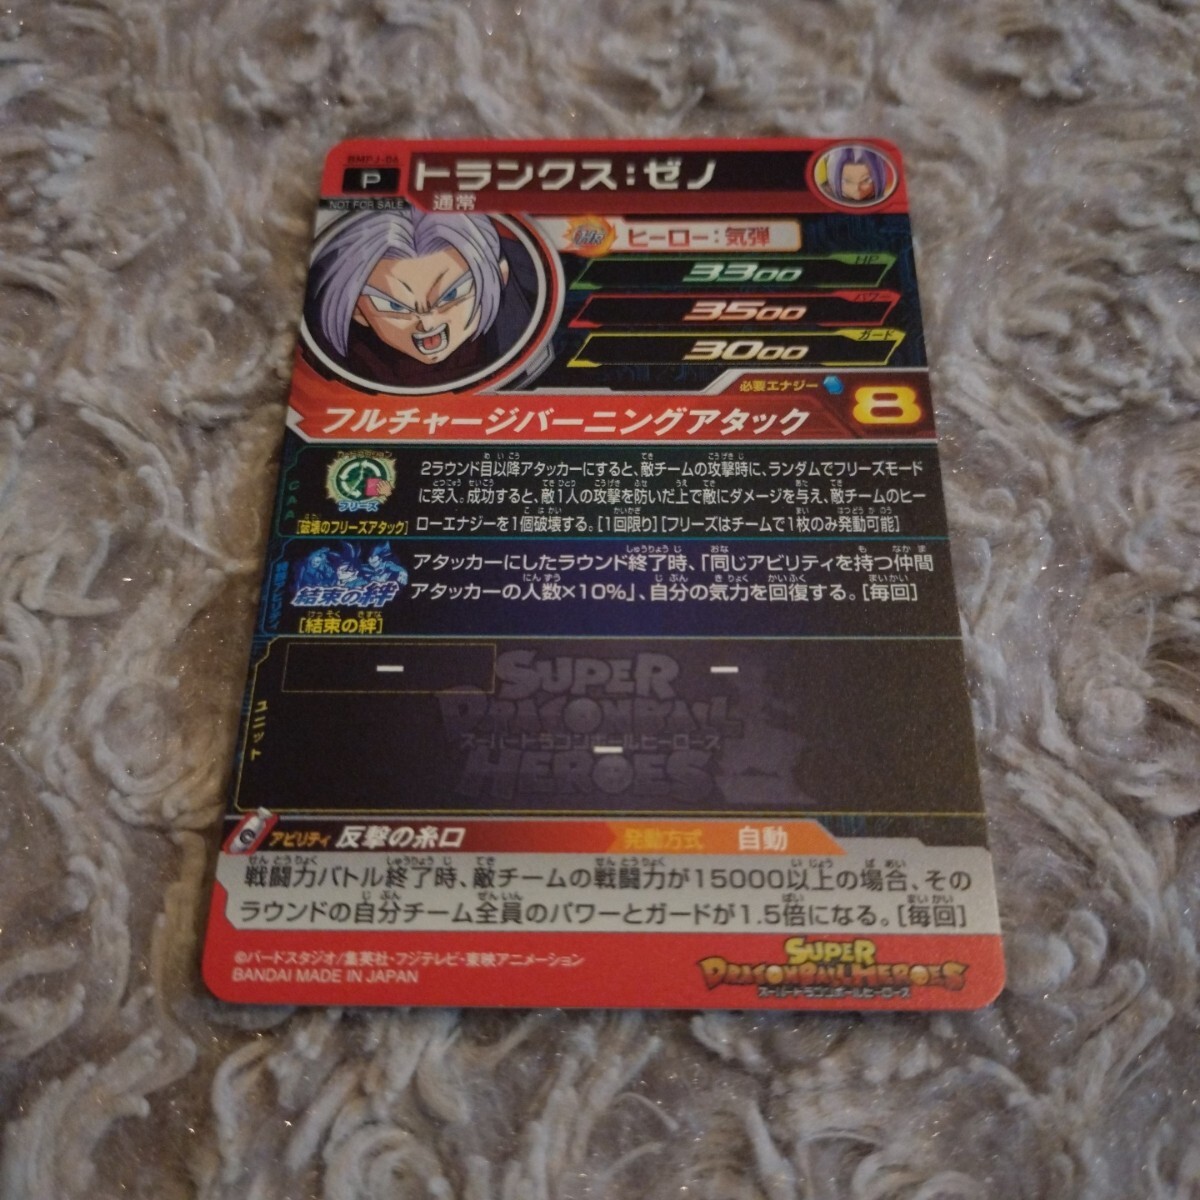 BMPJ-06
P
NOT FOR SALE
トランクス：ゼノ
通常
ヒーロー：気弾
HP
3300
パワー
3500
ガード
3000
必要エナジー
8
フルチャージバーニングアタック
CAA
フリーズ
[破壊のフリーズアタック]
2ラウンド目以降アタッカーにすると、敵チームの攻撃時に、ランダムでフリーズモード
に突入。成功すると、敵1人の攻撃を防いだ上で敵にダメージを与え、敵チームのヒー
ローエナジーを1個破壊する。[1回限り][フリーズはチームで1枚のみ発動可能]
結束の絆
[結束の絆]
アタッカーにしたラウンド終了時、「同じアビリティを持つ仲間
アタッカーの人数×10%」、自分の気力を回復する。[毎回]
ユニット
ー
ー
ー
SUPER
DRAGONBALL
スーパードラゴンボールヒーローズ
HEROES
アビリティ 反撃の糸口
発動方式 自動
戦闘力バトル終了時、敵チームの戦闘力が15000以上の場合、その
ラウンドの自分チーム全員のパワーとガードが1.5倍になる。[毎回]
©バードスタジオ/集英社・フジテレビ・東映アニメーション
BANDAI MADE IN JAPAN
SUPER
DRAGONBALL HEROES
スーパードラゴンボールヒーローズ